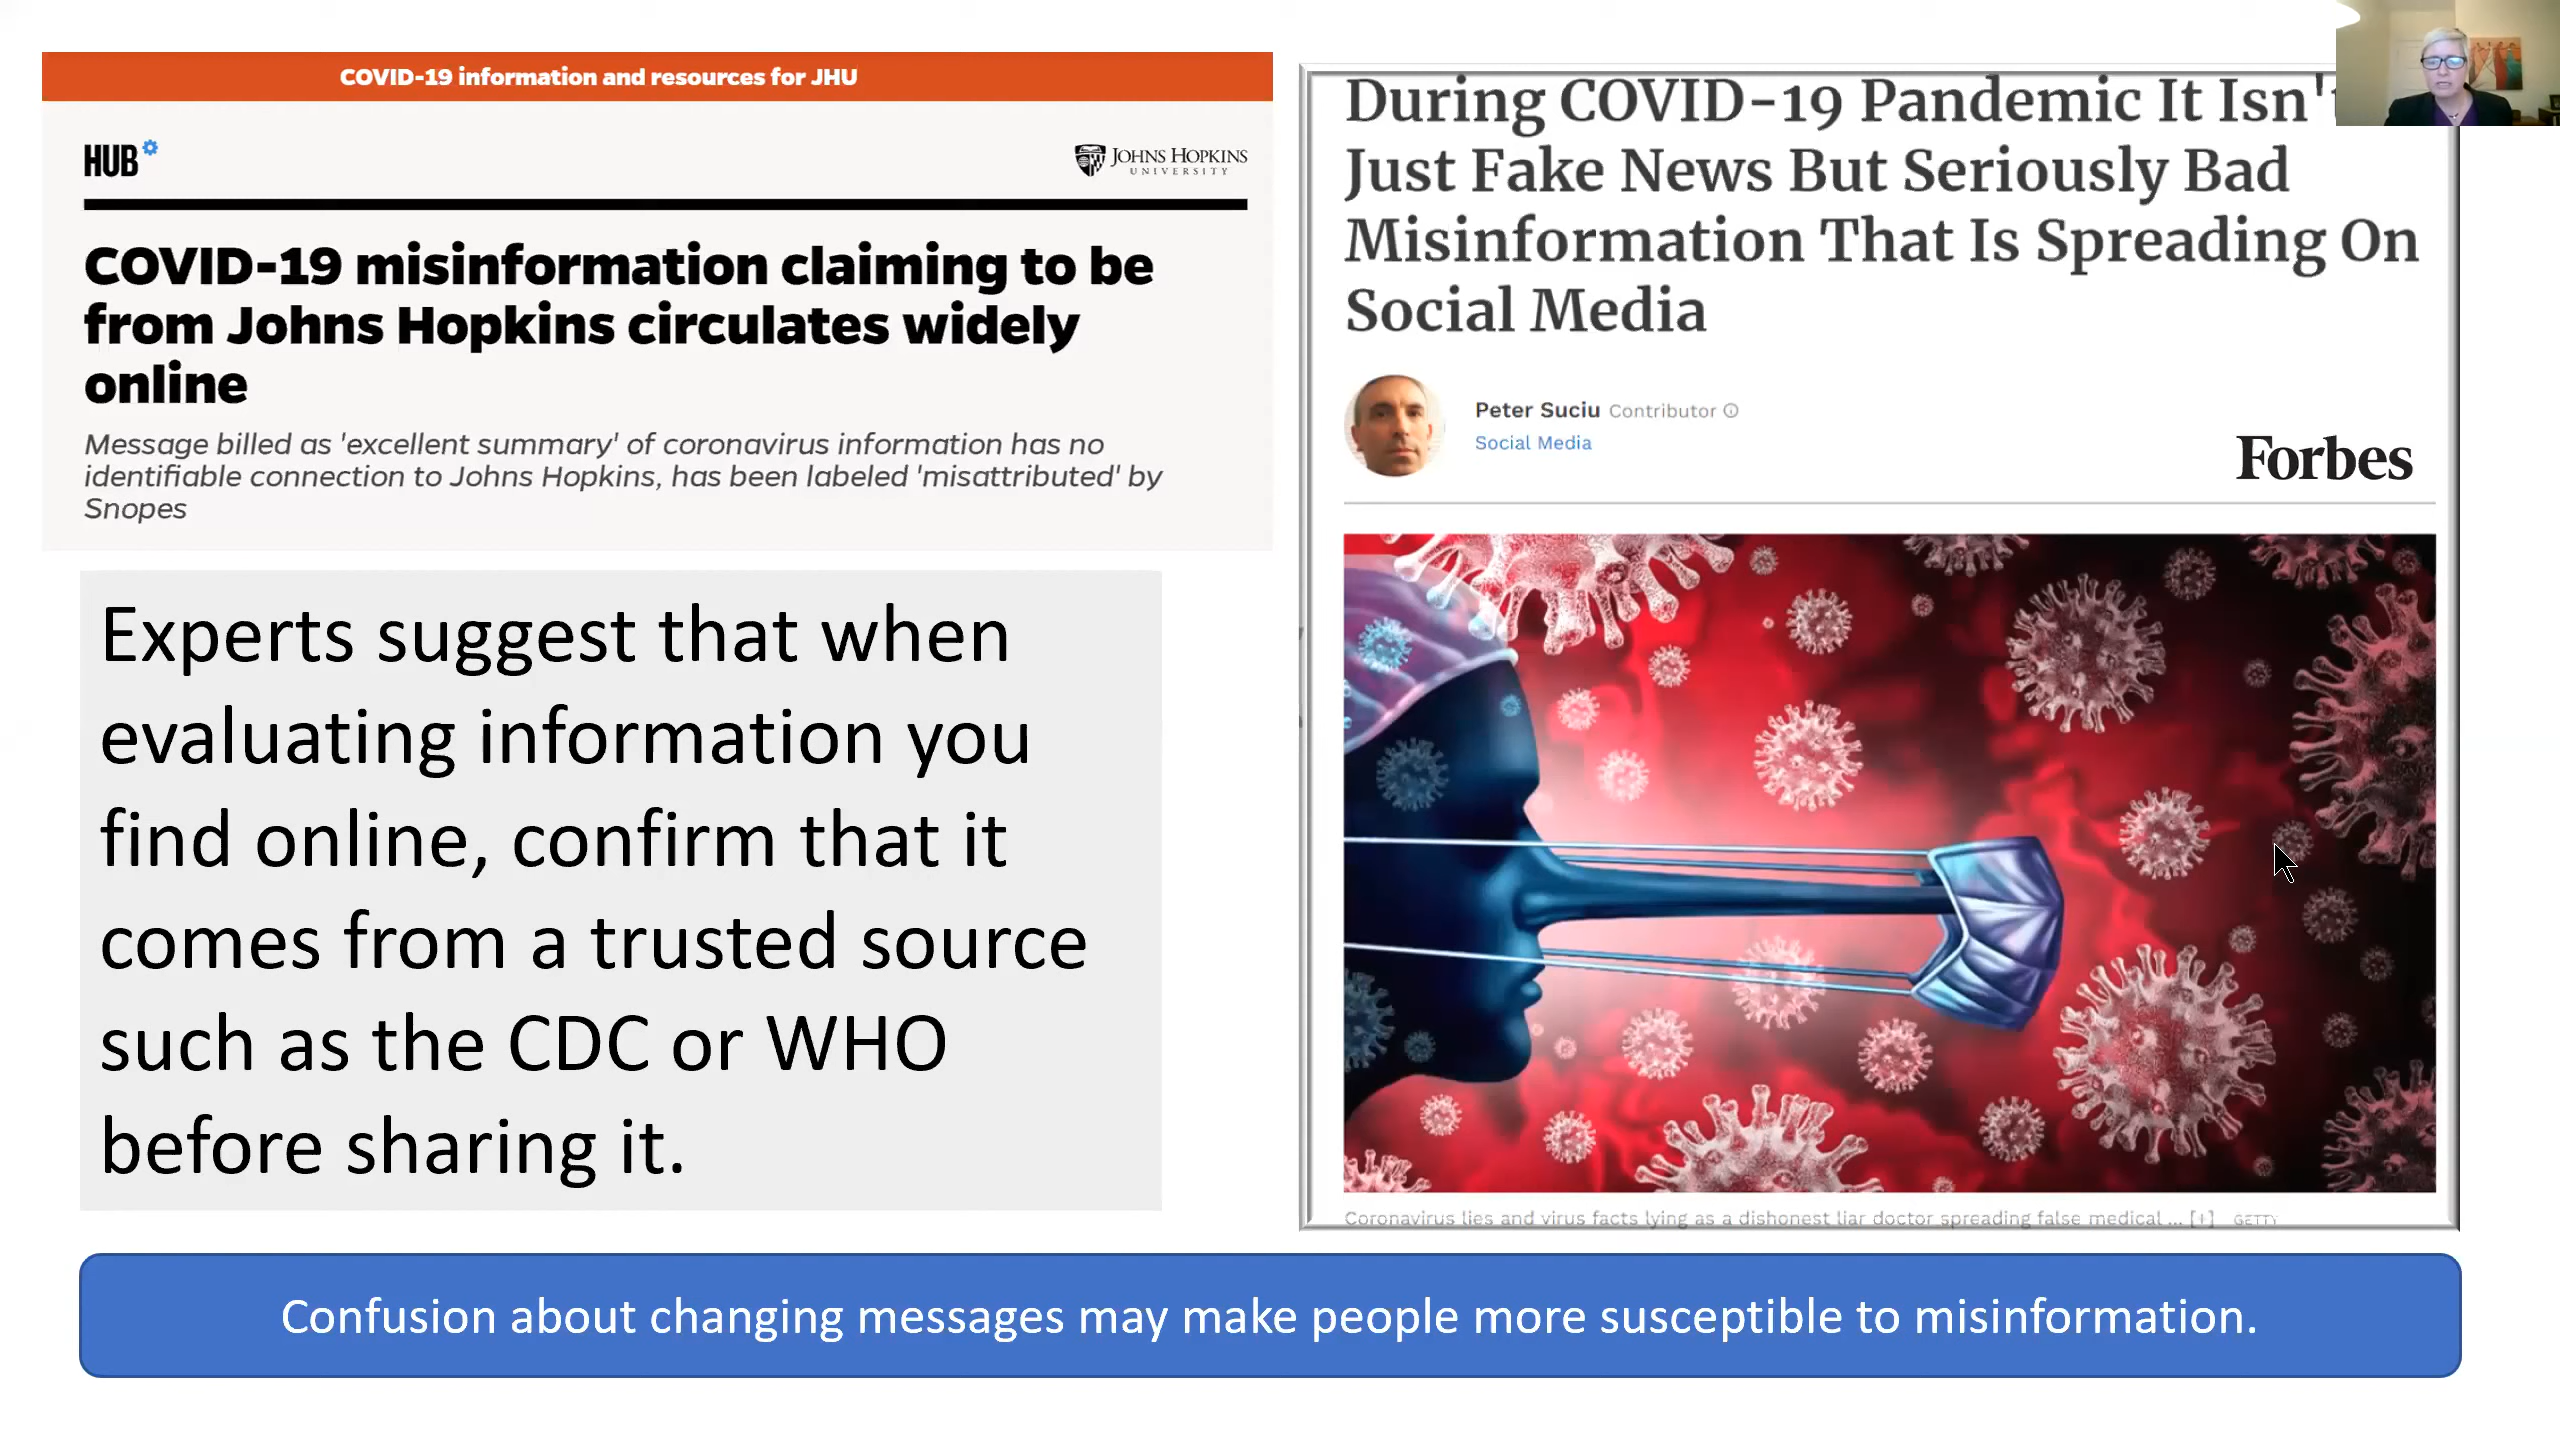 COVID-19 information and resources for JHU
HUB
JOHNS HOPKINS
UNIVERSITY
COVID-19 misinformation claiming to be
from Johns Hopkins circulates widely
online
Message billed as 'excellent summary' of coronavirus information has no
identifiable connection to Johns Hopkins, has been labeled 'misattributed' by
Snopes
Experts suggest that when
evaluating information you
find online, confirm that it
comes from a trusted source
such as the CDC or WHO
before sharing it.
During COVID-19 Pandemic It Isn't
Just Fake News But Seriously Bad
Misinformation That Is Spreading On
Social Media
Peter Suciu Contributor
Social Media
Forbes
Coronavirus lies and virus facts lying as a dishonest liar doctor spreading false medical ... [+] GETTY
Confusion about changing messages may make people more susceptible to misinformation.